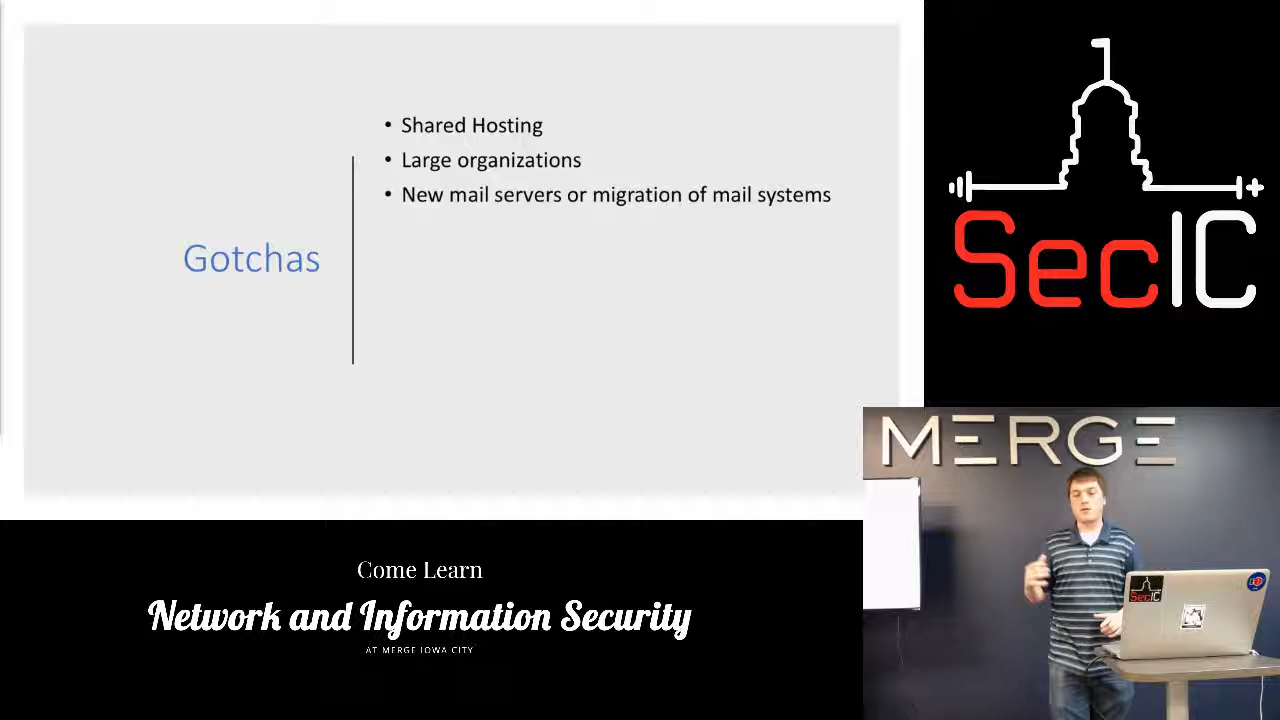 Gotchas
• Shared Hosting
• Large organizations
• New mail servers or migration of mail systems
SecIC
MERGE
SecIC
Come Learn
Network and Information Security
AT MERGE IOWA CITY